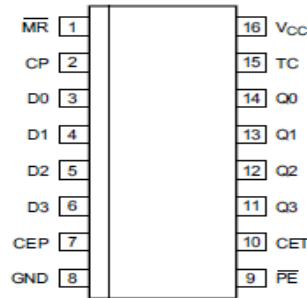 MR 1 16 VCC
CP 2 15 TC
D0 3 14 Q0
D1 4 13 Q1
D2 5 12 Q2
D3 6 11 Q3
CEP 7 10 CET
GND 8 9 PE